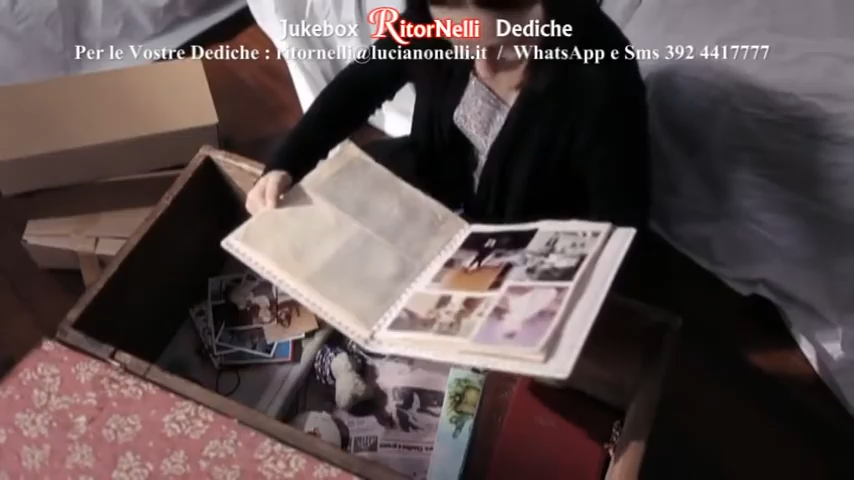 Jukebox RitorNelli Dediche
Per le Vostre Dediche : ritornelli@lucianonelli.it / WhatsApp e Sms 392 4417777